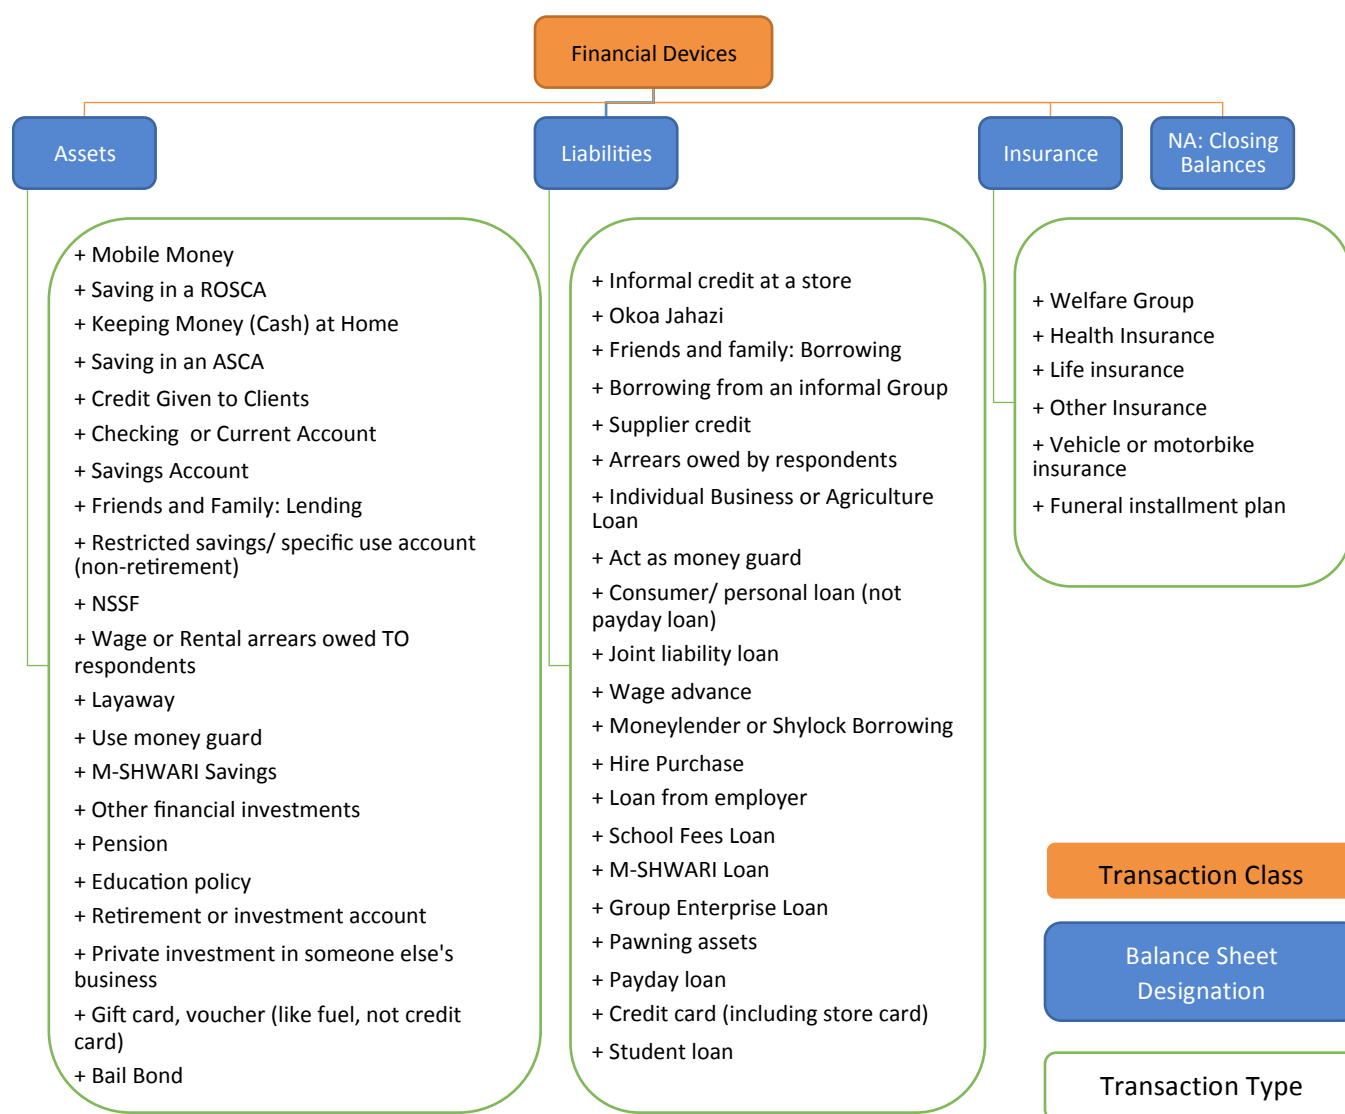 Financial Devices
Assets
Liabilities
Insurance
NA: Closing
Balances
+ Mobile Money
+ Saving in a ROSCA
+ Keeping Money (Cash) at Home
+ Saving in an ASCA
+ Credit Given to Clients
+ Checking  or Current Account
+ Savings Account
+ Friends and Family: Lending
+ Restricted savings/ specific use account
(non-retirement)
+ NSSF
+ Wage or Rental arrears owed TO
respondents
+ Layaway
+ Use money guard
+ M-SHWARI Savings
+ Other financial investments
+ Pension
+ Education policy
+ Retirement or investment account
+ Private investment in someone else's
business
+ Gift card, voucher (like fuel, not credit
card)
+ Bail Bond
+ Informal credit at a store
+ Okoa Jahazi
+ Friends and family: Borrowing
+ Borrowing from an informal Group
+ Supplier credit
+ Arrears owed by respondents
+ Individual Business or Agriculture
Loan
+ Act as money guard
+ Consumer/ personal loan (not
payday loan)
+ Joint liability loan
+ Wage advance
+ Moneylender or Shylock Borrowing
+ Hire Purchase
+ Loan from employer
+ School Fees Loan
+ M-SHWARI Loan
+ Group Enterprise Loan
+ Pawning assets
+ Payday loan
+ Credit card (including store card)
+ Student loan
+ Welfare Group
+ Health Insurance
+ Life insurance
+ Other Insurance
+ Vehicle or motorbike
insurance
+ Funeral installment plan
Transaction Class
Balance Sheet
Designation
Transaction Type